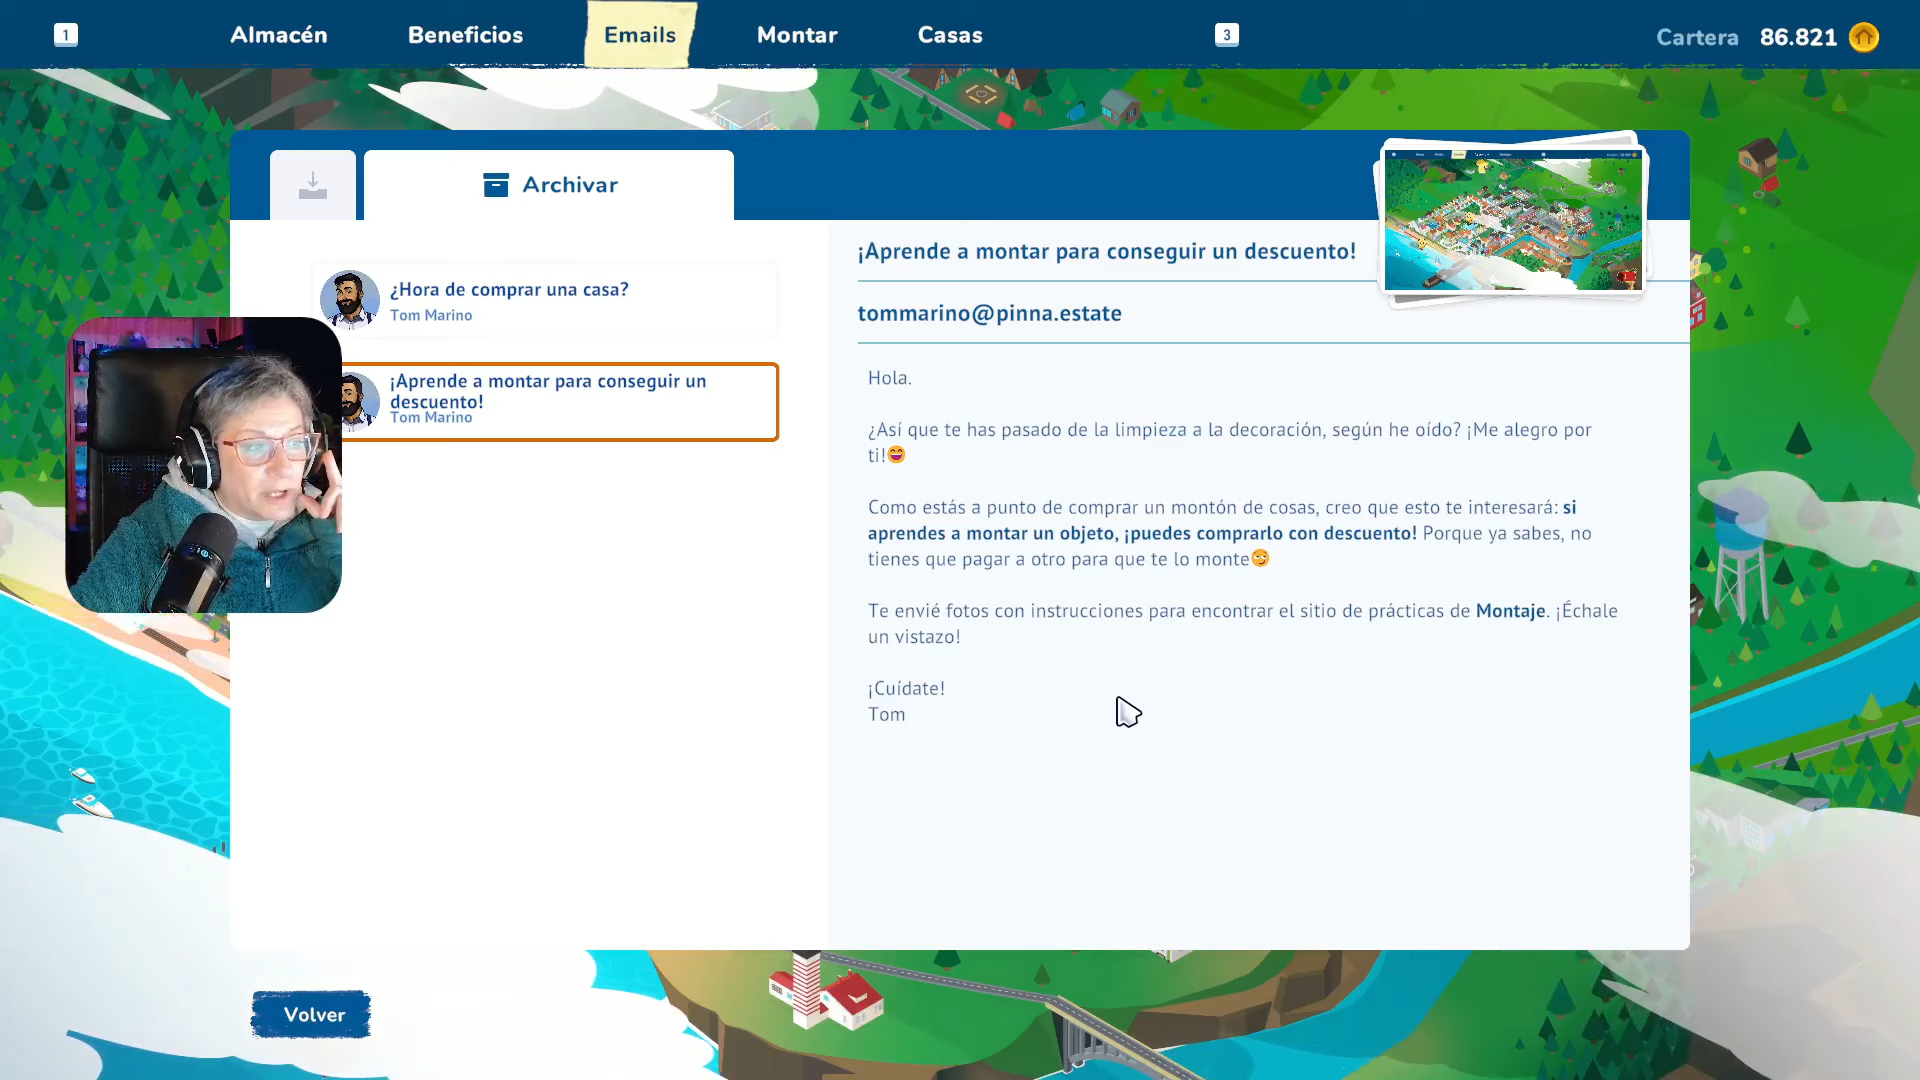 1
Almacén
Beneficios
Emails
Montar
Casas
3
Cartera 86.821
Archivar
¿Hora de comprar una casa?
Tom Marino
¡Aprende a montar para conseguir un
descuento!
Tom Marino
¡Aprende a montar para conseguir un descuento!
tommarino@pinna.estate
Hola.
¿Así que te has pasado de la limpieza a la decoración, según he oído? ¡Me alegro por
ti!😄
Como estás a punto de comprar un montón de cosas, creo que esto te interesará: si
aprendes a montar un objeto, ¡puedes comprarlo con descuento! Porque ya sabes, no
tienes que pagar a otro para que te lo monte😏
Te envié fotos con instrucciones para encontrar el sitio de prácticas de Montaje. ¡Échale
un vistazo!
¡Cuídate!
Tom
Volver